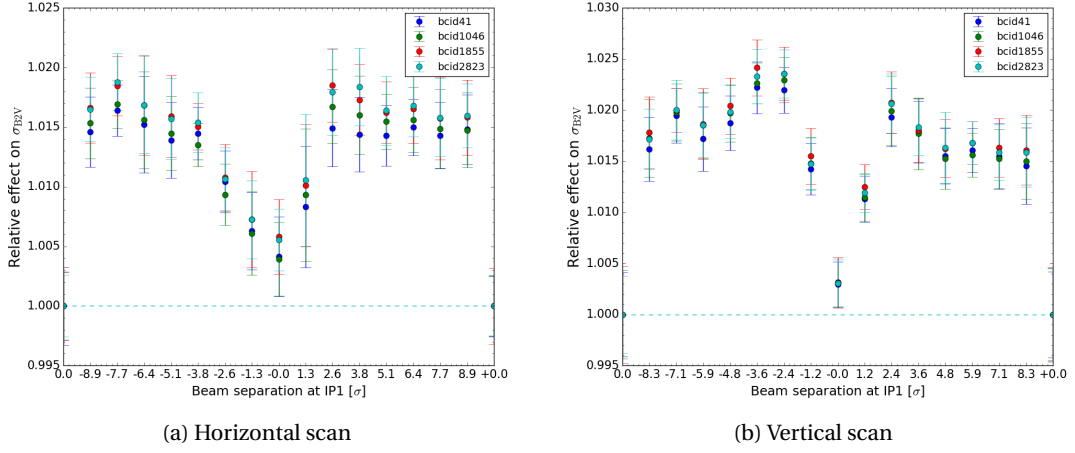 1.025
1.020
1.015
1.010
1.005
1.000
0.995
Relative effect on σB2V
bcid41
bcid1046
bcid1855
bcid2823
0.0 -8.9 -7.7 -6.4 -5.1 -3.8 -2.6 -1.3 -0.0 1.3 2.6 3.8 5.1 6.4 7.7 8.9 +0.0
Beam separation at IP1 [σ]
(a) Horizontal scan
1.030
1.025
1.020
1.015
1.010
1.005
1.000
0.995
Relative effect on σB2V
bcid41
bcid1046
bcid1855
bcid2823
0.0 -8.3 -7.1 -5.9 -4.8 -3.6 -2.4 -1.2 -0.0 1.2 2.4 3.6 4.8 5.9 7.1 8.3 +0.0
Beam separation at IP1 [σ]
(b) Vertical scan